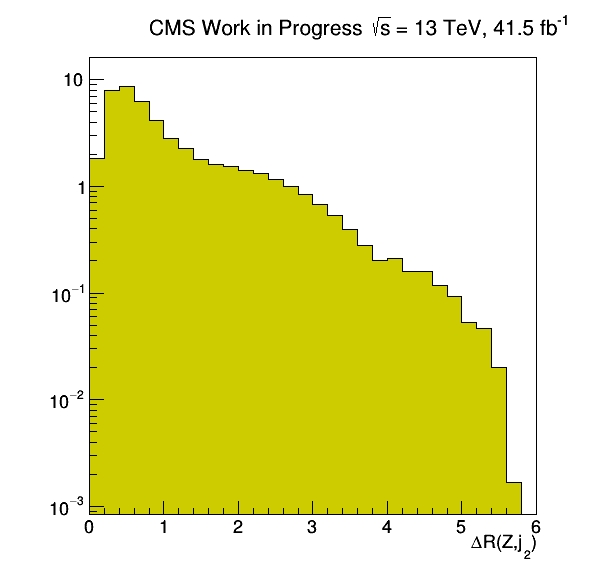 CMS Work in Progress √s = 13 TeV, 41.5 fb⁻¹
10
1
10⁻¹
10⁻²
10⁻³
0 1 2 3 4 5 6
ΔR(Z,j₂)